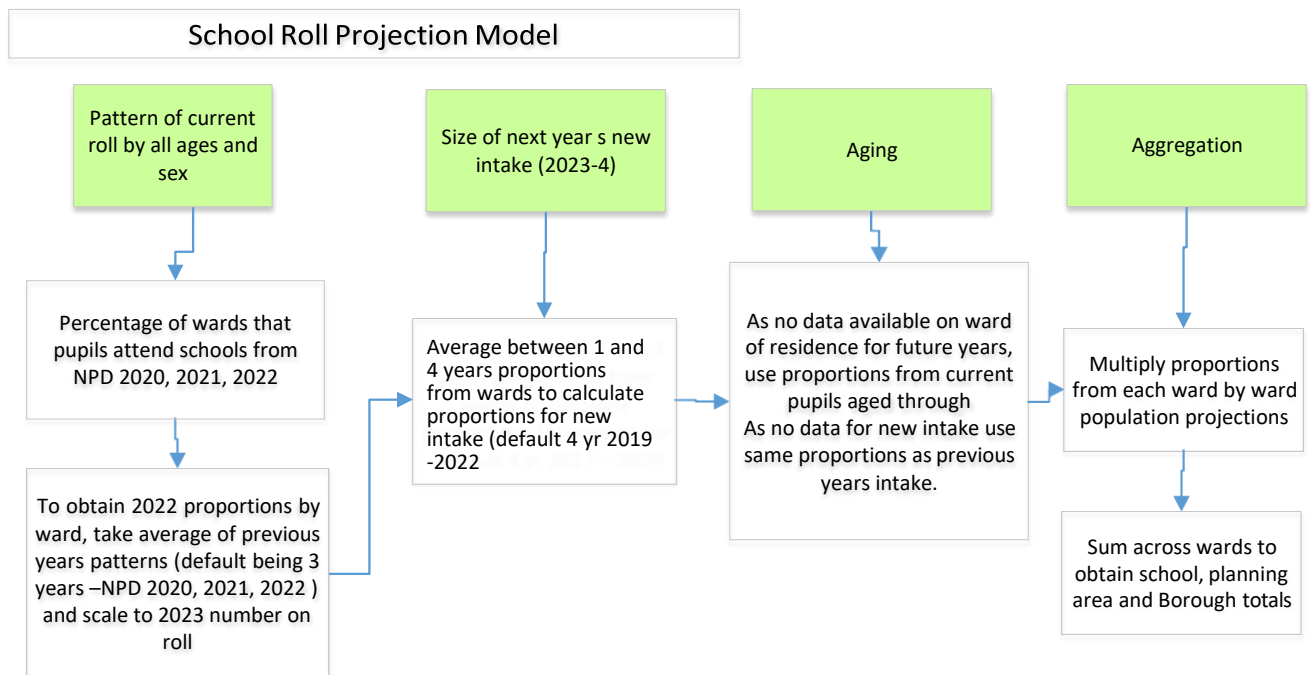 School Roll Projection Model
Pattern of current
roll by all ages and
sex
Percentage of wards that
pupils attend schools from
NPD 2020, 2021, 2022
To obtain 2022 proportions by
ward, take average of previous
years patterns (default being 3
years –NPD 2020, 2021, 2022 )
and scale to 2023 number on
roll
Size of next year s new
intake (2023-4)
Average between 1 and
4 years proportions
from wards to calculate
proportions for new
intake (default 4 yr 2019
-2022
Aging
As no data available on ward
of residence for future years,
use proportions from current
pupils aged through
As no data for new intake use
same proportions as previous
years intake.
Aggregation
Multiply proportions
from each ward by ward
population projections
Sum across wards to
obtain school, planning
area and Borough totals